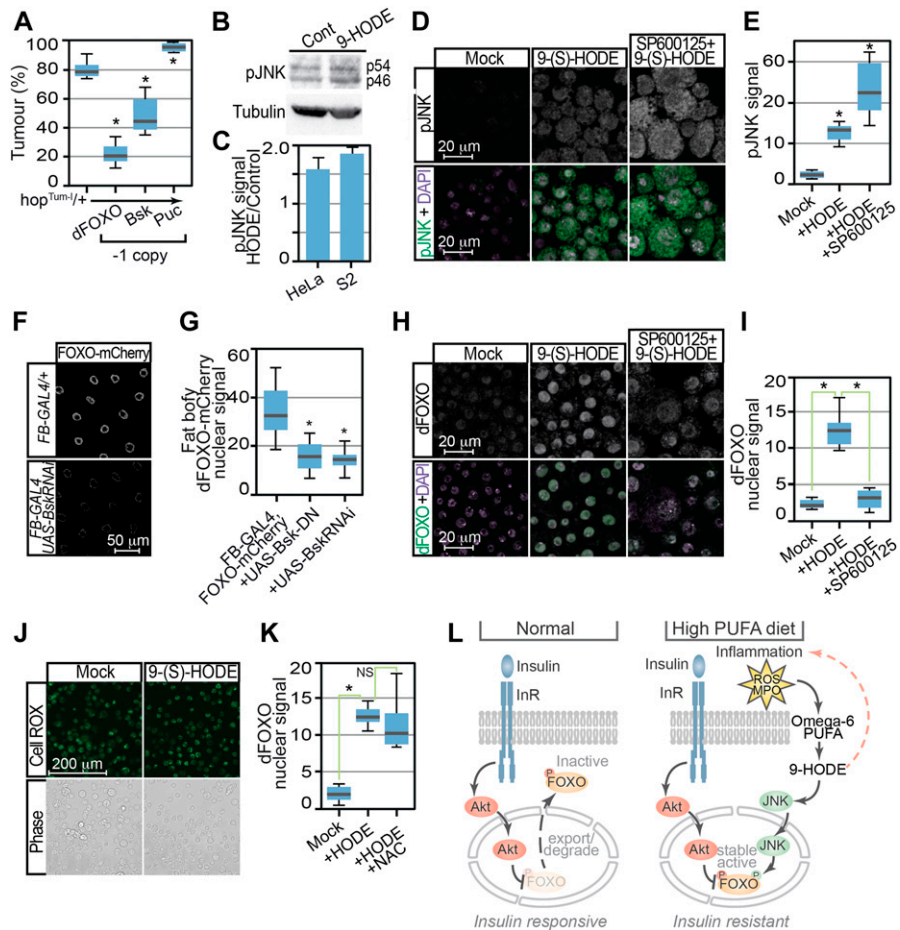 A
100
80
60
40
20
0
Tumour (%)
*
*
*
hop^Tum-l/+
dFOXO
Bsk
Puc
-1 copy
B
Cont
9-HODE
pJNK
p54
p46
Tubulin
C
2.0
1.0
0
pJNK signal
HODE/Control
HeLa
S2
D
Mock
9-(S)-HODE
SP600125+
9-(S)-HODE
pJNK
20 µm
pJNK + DAPI
20 µm
E
60
20
10
0
pJNK signal
*
*
Mock
+HODE
+HODE
+SP600125
F
FOXO-mCherry
FB-GAL4/+
FB-GAL4
UAS-BskRNAi
50 µm
G
60
40
20
0
Fat bofy
dFOXO-mCherry
nuclear signal
*
*
FB-GAL4,
FOXO-mCherry
+UAS-Bsk-DN
+UAS-BskRNAi
H
Mock
9-(S)-HODE
SP600125+
9-(S)-HODE
dFOXO
20 µm
dFOXO+DAPI
20 µm
I
20
15
10
5
0
dFOXO
nuclear signal
*
*
Mock
+HODE
+HODE
+SP600125
J
Mock
9-(S)-HODE
Cell ROX
200 µm
Phase
K
20
15
10
5
0
dFOXO
nuclear signal
*
NS
Mock
+HODE
+HODE
+NAC
L
Normal
Insulin
InR
Inactive
P
FOXO
Akt
Akt
export/
degrade
P
FOXO
Insulin responsive
High PUFA diet
Inflammation
Insulin
InR
ROS
MPO
Omega-6
PUFA
9-HODE
Akt
JNK
Akt
stable
active
JNK
P
P
FOXO
Insulin resistant